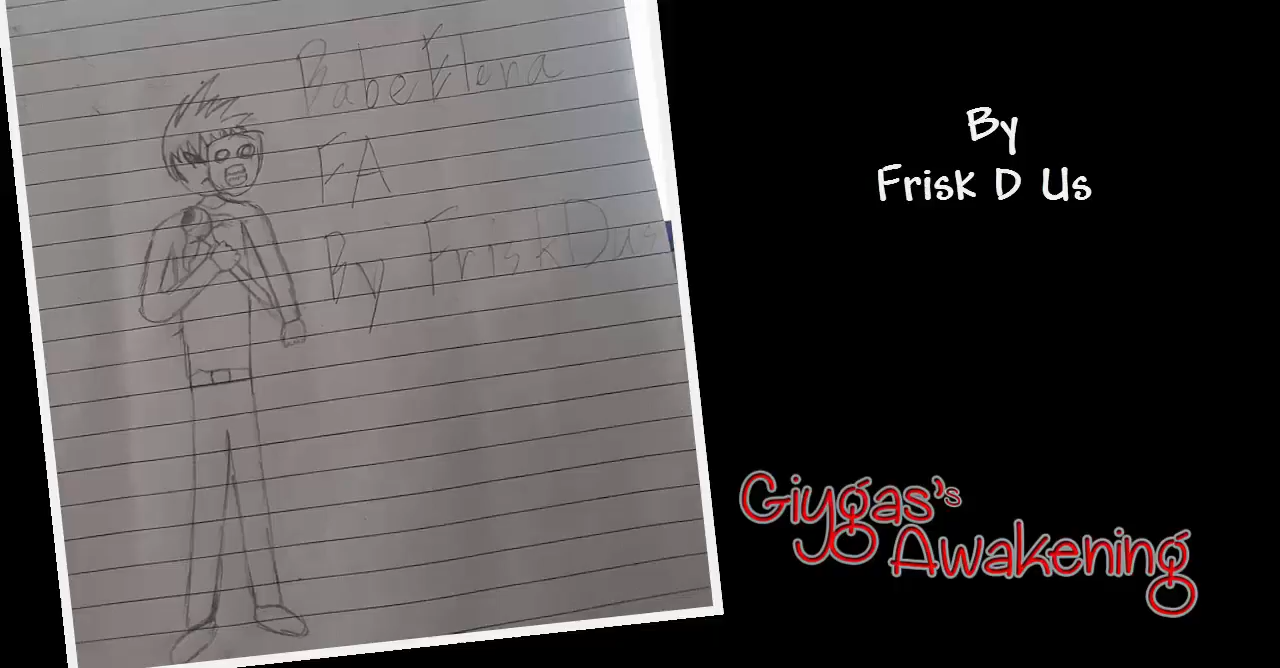 BabeElena
FA
By FriskDus
By
Frisk D Us
Giygas's
Awakening